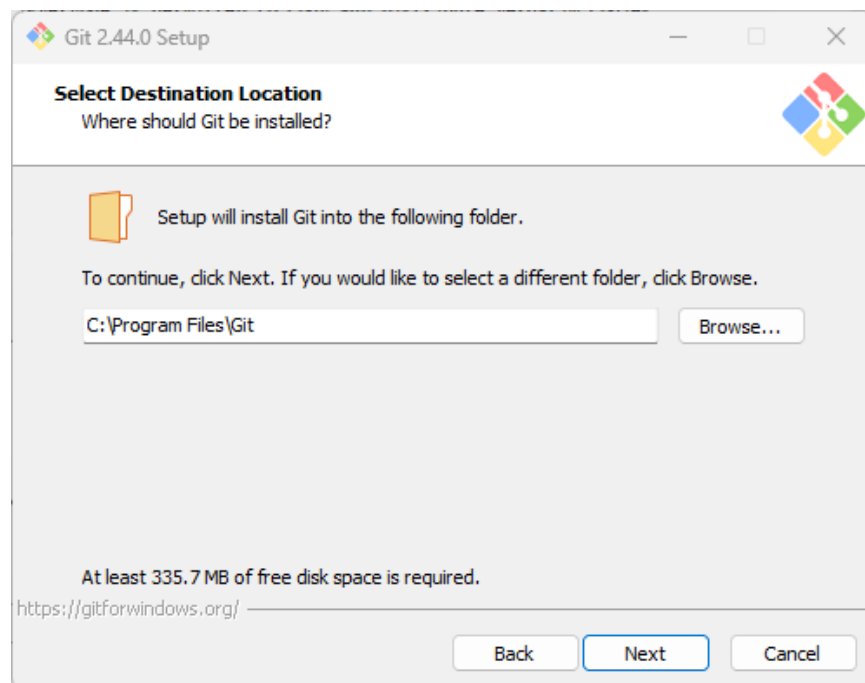 Git 2.44.0 Setup
Select Destination Location
Where should Git be installed?
Setup will install Git into the following folder.
To continue, click Next. If you would like to select a different folder, click Browse.
C:\Program Files\Git
Browse...
At least 335.7 MB of free disk space is required.
https://gitforwindows.org/
Back
Next
Cancel